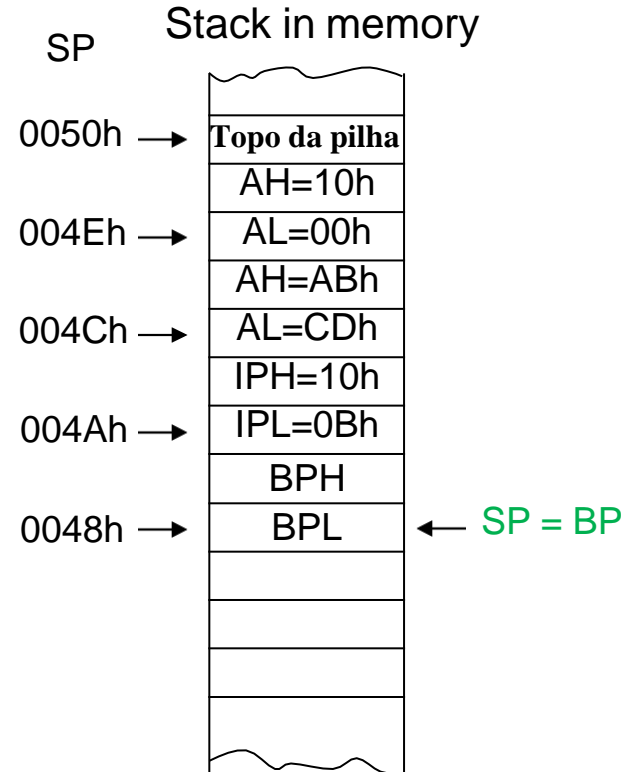 Stack in memory
SP
0050h
Topo da pilha
AH=10h
004Eh
AL=00h
AH=ABh
004Ch
AL=CDh
IPH=10h
004Ah
IPL=0Bh
BPH
0048h
BPL
SP = BP